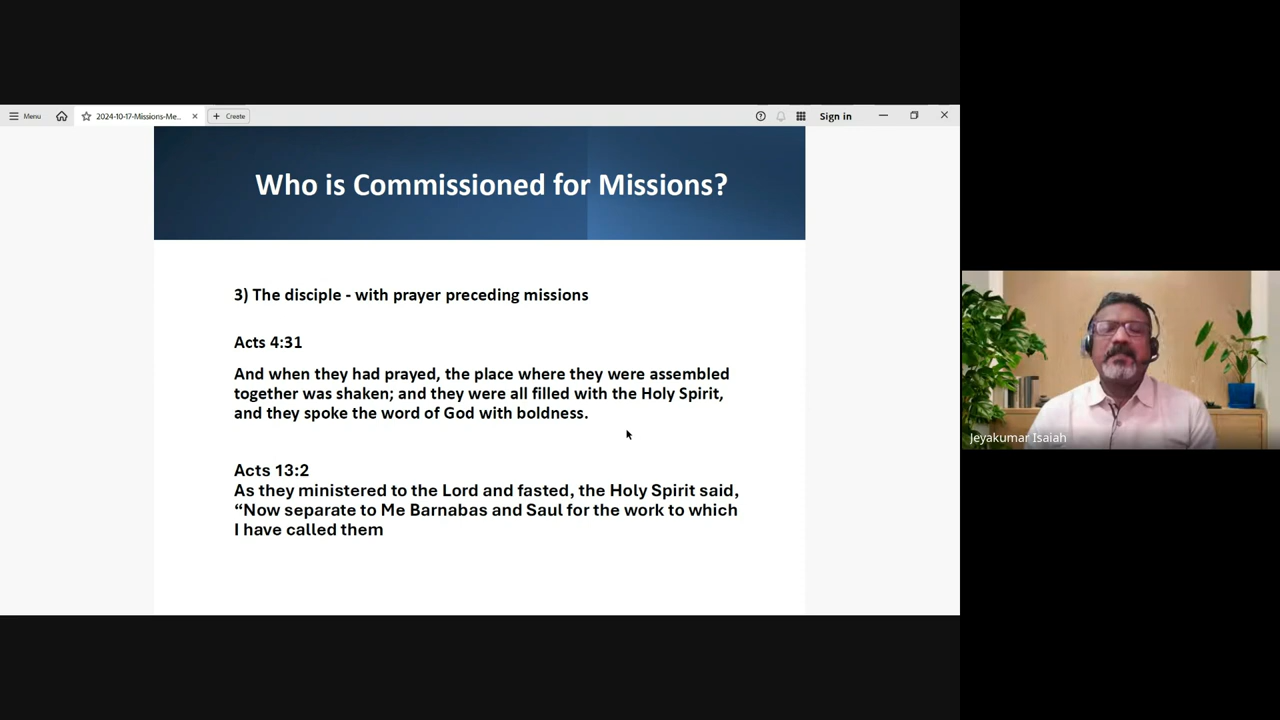 Menu
2024-10-17-Missions-Me...
Create
Sign in
Who is Commissioned for Missions?
3) The disciple - with prayer preceding missions
Acts 4:31
And when they had prayed, the place where they were assembled
together was shaken; and they were all filled with the Holy Spirit,
and they spoke the word of God with boldness.
Acts 13:2
As they ministered to the Lord and fasted, the Holy Spirit said,
“Now separate to Me Barnabas and Saul for the work to which
I have called them
Jeyakumar Isaiah